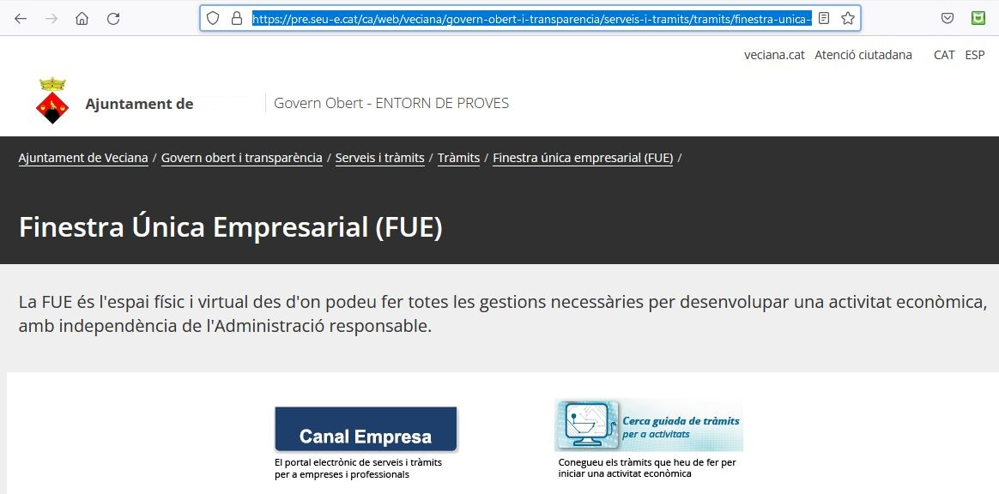 https://pre.seu-e.cat/ca/web/veciana/govern-obert-i-transparencia/serveis-i-tramits/tramits/finestra-unica-
veciana.cat Atenció ciutadana CAT ESP
Ajuntament de
Govern Obert - ENTORN DE PROVES
Ajuntament de Veciana / Govern obert i transparència / Serveis i tràmits / Tràmits / Finestra única empresarial (FUE) /
Finestra Única Empresarial (FUE)
La FUE és l'espai físic i virtual des d'on podeu fer totes les gestions necessàries per desenvolupar una activitat econòmica,
amb independència de l'Administració responsable.
Canal Empresa
El portal electrònic de serveis i tràmits
per a empreses i professionals
Cerca guiada de tràmits
per a activitats
Conegueu els tràmits que heu de fer per
iniciar una activitat econòmica